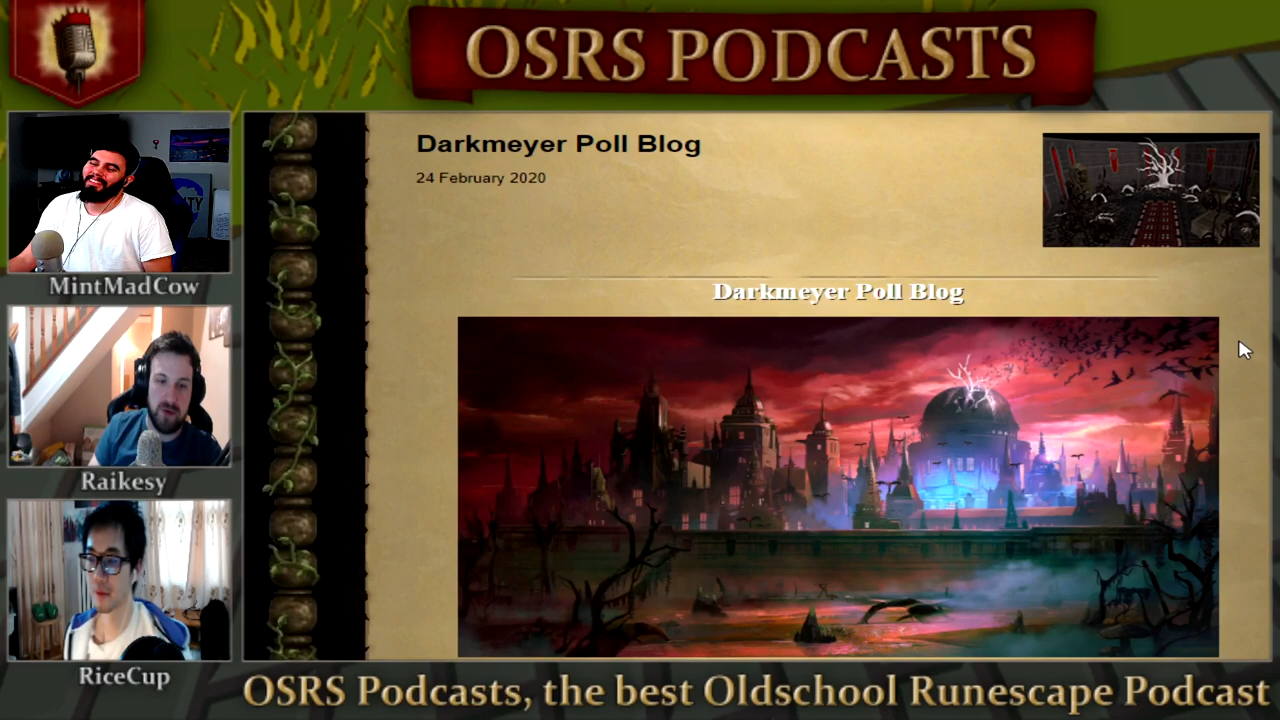 OSRS PODCASTS
Darkmeyer Poll Blog
24 February 2020
Darkmeyer Poll Blog
MintMadCow
Raikesy
RiceCup
OSRS Podcasts, the best Oldschool Runescape Podcast